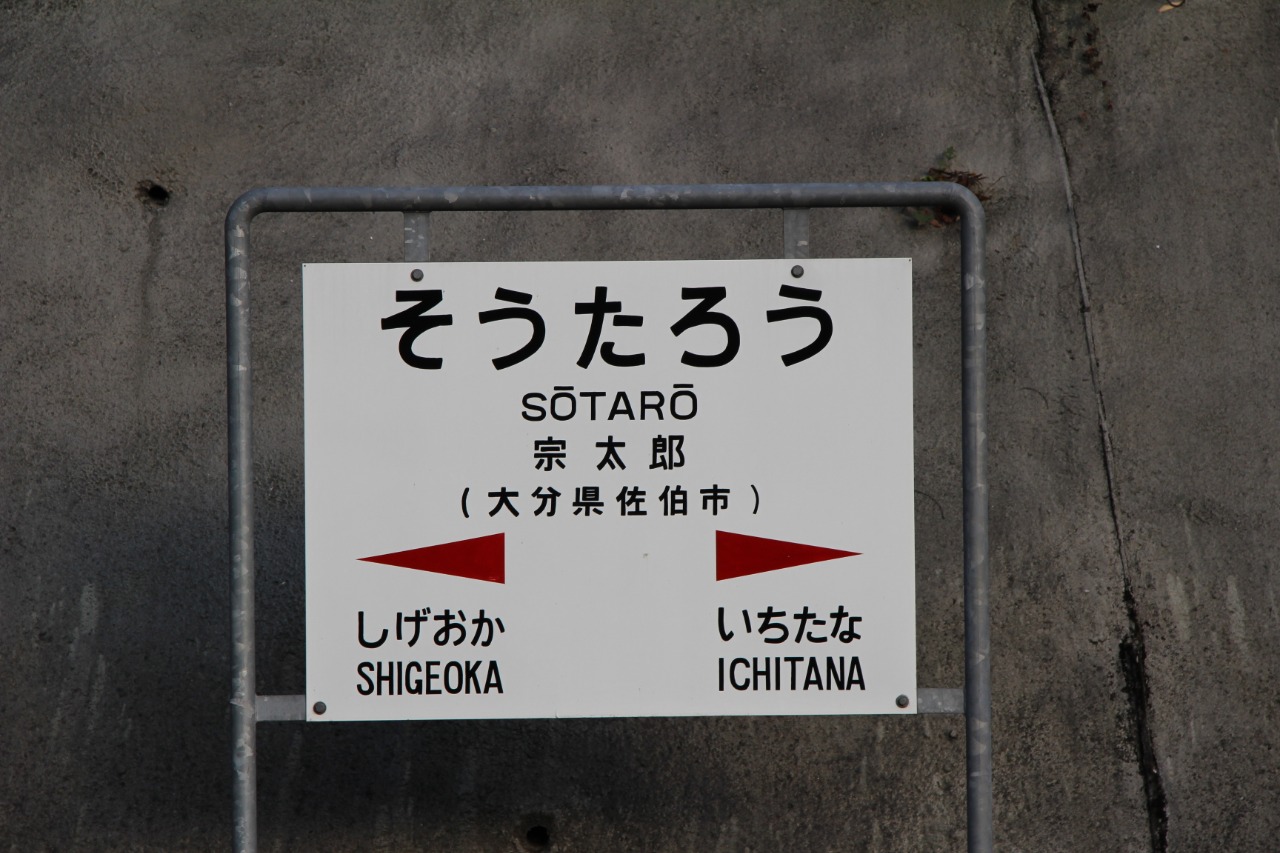 そうたろう
SŌTARŌ
宗太郎
(大分県佐伯市)
しげおか いちたな
SHIGEOKA ICHITANA